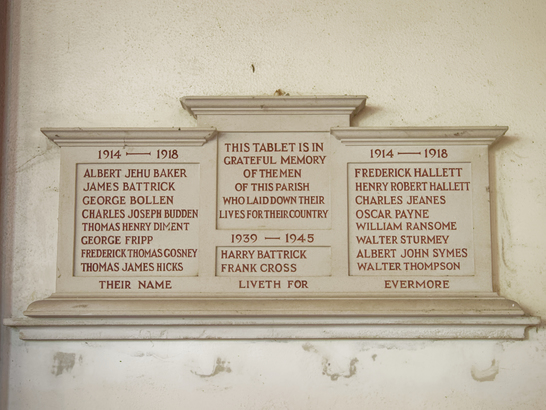 1914 — 1918
ALBERT JEHU BAKER
JAMES BATTRICK
GEORGE BOLLEN
CHARLES JOSEPH BUDDEN
THOMAS HENRY DIMENT
GEORGE FRIPP
FREDERICK THOMAS GOSNEY
THOMAS JAMES HICKS
THIS TABLET IS IN
GRATEFUL MEMORY
OF THE MEN
OF THIS PARISH
WHO LAID DOWN THEIR
LIVES FOR THEIR COUNTRY
1939 — 1945
HARRY BATTRICK
FRANK CROSS
1914 — 1918
FREDERICK HALLETT
HENRY ROBERT HALLETT
CHARLES JEANES
OSCAR PAYNE
WILLIAM RANSOME
WALTER STURMEY
ALBERT JOHN SYMES
WALTER THOMPSON
THEIR NAME LIVETH FOR EVERMORE